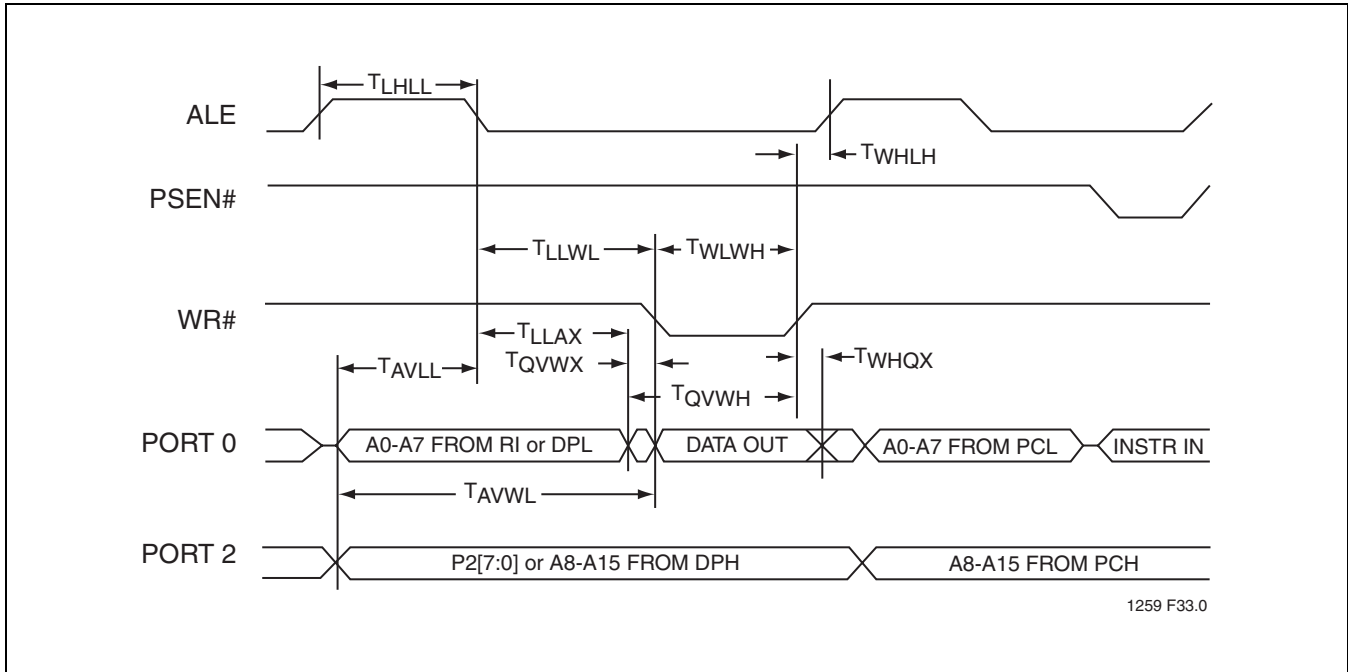 TLHLL
ALE
TWHLH
PSEN#
TLLWL
TWLWH
WR#
TLLAX
TAVLL
TQVWX
TWHQX
TQVWH
PORT 0
A0-A7 FROM RI or DPL
DATA OUT
A0-A7 FROM PCL
INSTR IN
TAVWL
PORT 2
P2[7:0] or A8-A15 FROM DPH
A8-A15 FROM PCH
1259 F33.0